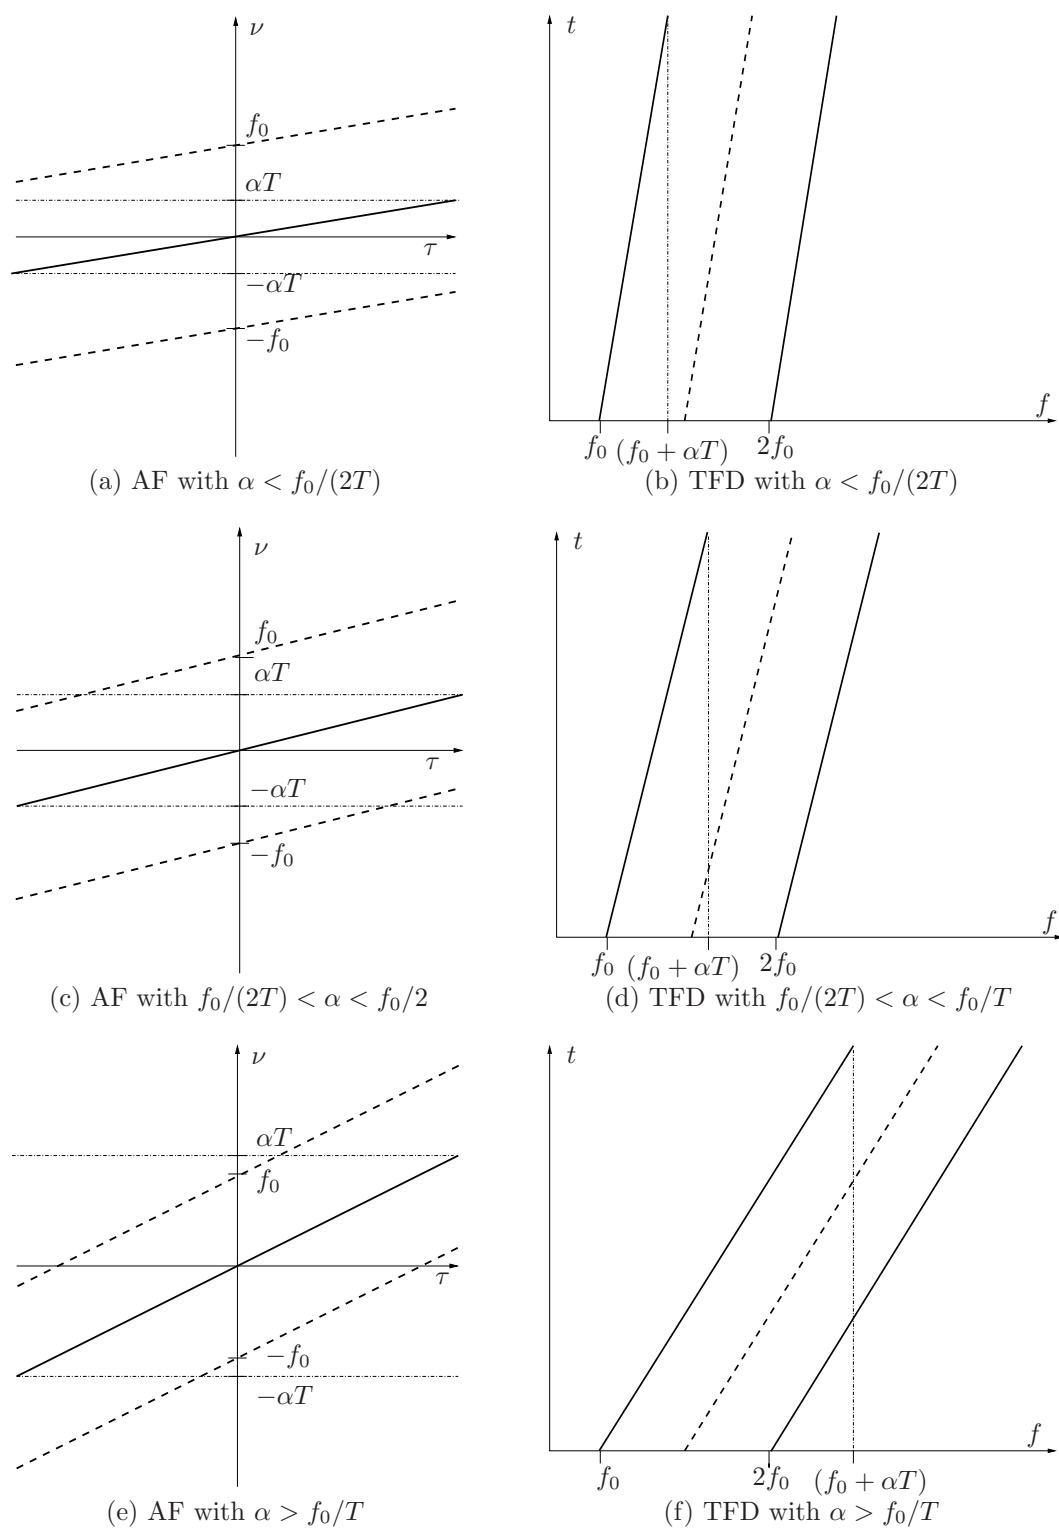 ν
f₀
αT
τ
−αT
−f₀
(a) AF with α < f₀/(2T)
t
f
f₀ (f₀ + αT) 2f₀
(b) TFD with α < f₀/(2T)
ν
f₀
αT
τ
−αT
−f₀
(c) AF with f₀/(2T) < α < f₀/2
t
f
f₀ (f₀ + αT) 2f₀
(d) TFD with f₀/(2T) < α < f₀/T
ν
αT
f₀
τ
−f₀
−αT
(e) AF with α > f₀/T
t
f
f₀ 2f₀ (f₀ + αT)
(f) TFD with α > f₀/T